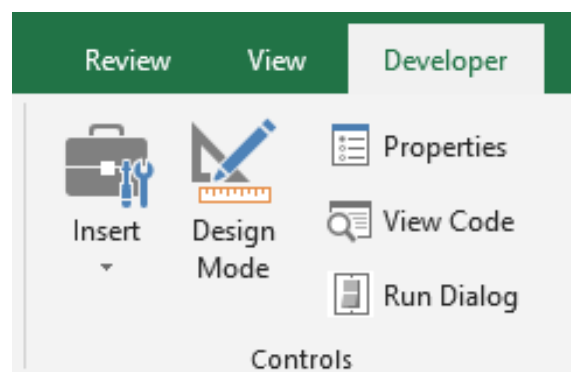 Review View Developer
Insert
Design
Mode
Properties
View Code
Run Dialog
Controls